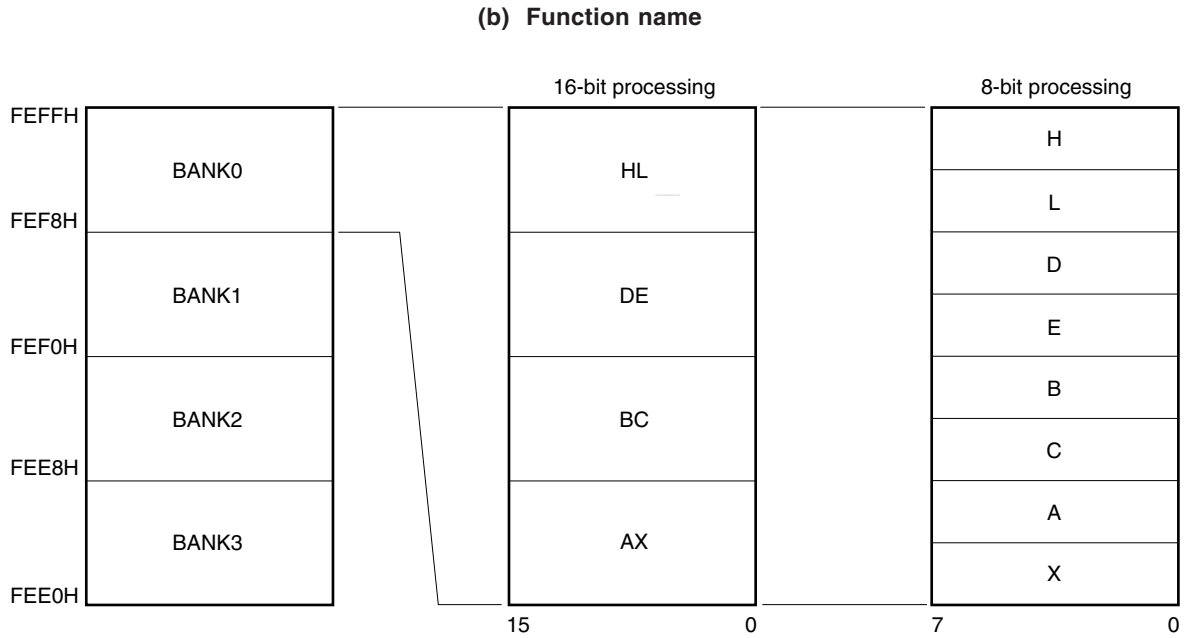 (b) Function name
16-bit processing
8-bit processing
FEFFH
BANK0
HL
H
L
FEF8H
BANK1
DE
D
E
FEF0H
BANK2
BC
B
C
FEE8H
BANK3
AX
A
X
FEE0H
15
0
7
0